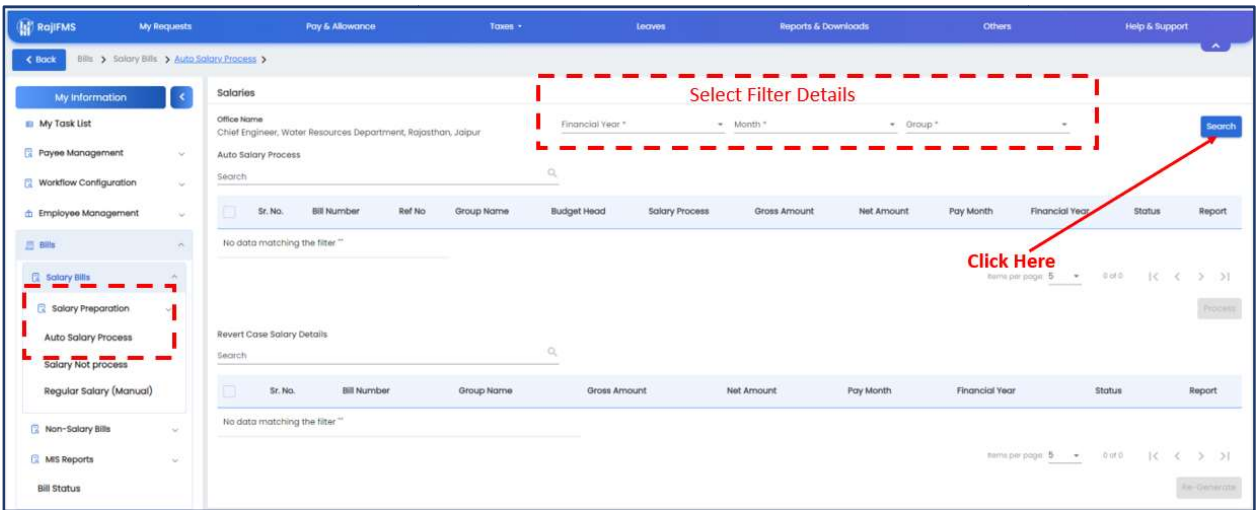 RajIFMS My Requests Pay & Allowance Taxes Leaves Reports & Downloads Others Help & Support
< Back Bills > Salary Bills > Auto Salary Process >
My Information
My Task List
Payee Management
Workflow Configuration
Employee Management
Bills
Salary Bills
Salary Preparation
Auto Salary Process
Salary Not process
Regular Salary (Manual)
Non-Salary Bills
MIS Reports
Bill Status
Salaries
Select Filter Details
Office Name
Chief Engineer, Water Resources Department, Rajasthan, Jaipur
Financial Year * Month * Group *
Search
Auto Salary Process
Search
Sr. No. Bill Number Ref No Group Name Budget Head Salary Process Gross Amount Net Amount Pay Month Financial Year Status Report
No data matching the filter ""
Click Here
Items per page: 5 0 of 0 |< < > >|
Process
Revert Case Salary Details
Search
Sr. No. Bill Number Group Name Gross Amount Net Amount Pay Month Financial Year Status Report
No data matching the filter ""
Items per page: 5 0 of 0 |< < > >|
Re-Generate